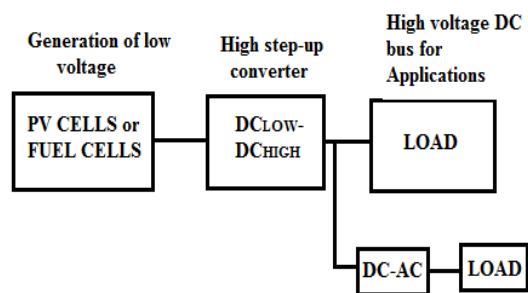 Generation of low
voltage
High step-up
converter
High voltage DC
bus for
Applications
PV CELLS or
FUEL CELLS
DCLOW-
DCHIGH
LOAD
DC-AC
LOAD